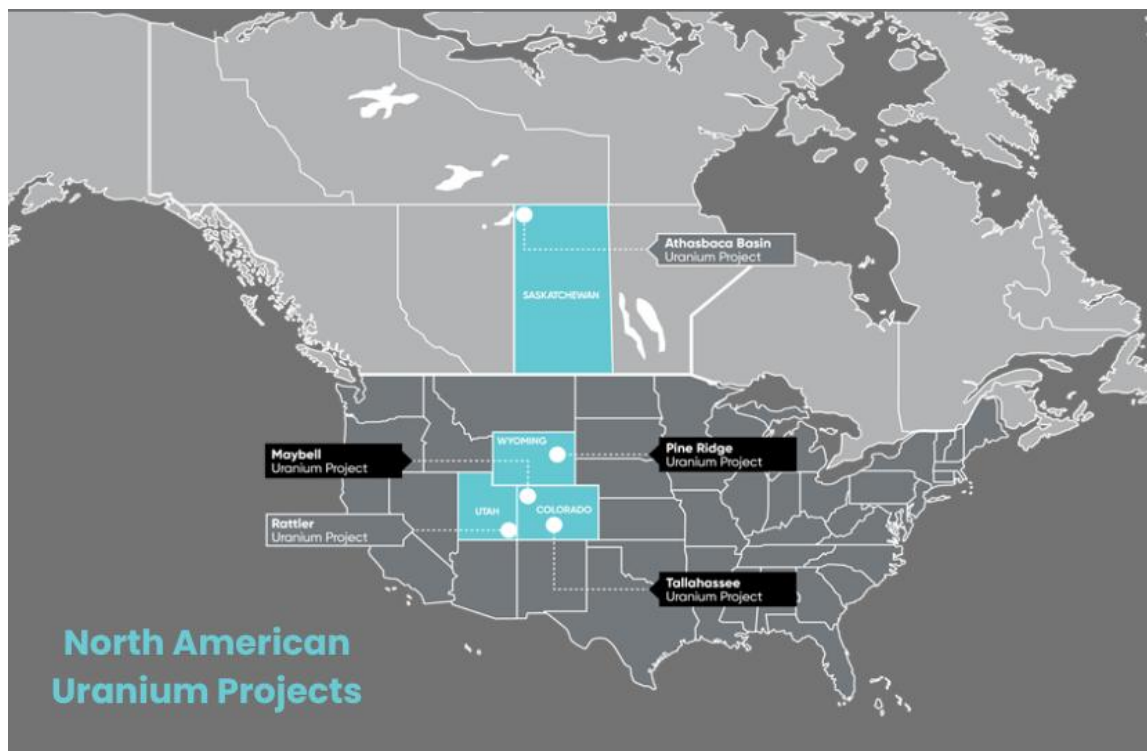 Athasbaca Basin
Uranium Project
SASKATCHEWAN
WYOMING
Maybell
Uranium Project
Pine Ridge
Uranium Project
UTAH
COLORADO
Rattler
Uranium Project
Tallahassee
Uranium Project
North American
Uranium Projects